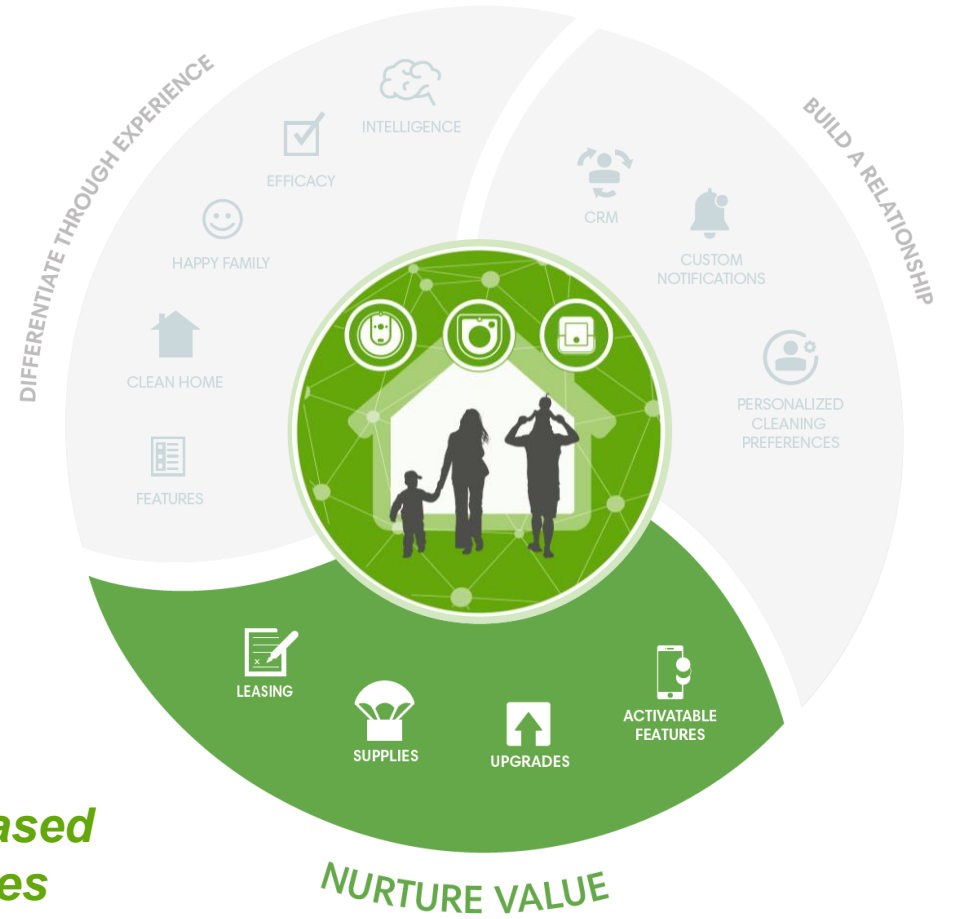 DIFFERENTIATE THROUGH EXPERIENCE
INTELLIGENCE
EFFICACY
HAPPY FAMILY
CLEAN HOME
FEATURES
BUILD A RELATIONSHIP
CRM
CUSTOM
NOTIFICATIONS
PERSONALIZED
CLEANING
PREFERENCES
LEASING
SUPPLIES
UPGRADES
ACTIVATABLE
FEATURES
NURTURE VALUE